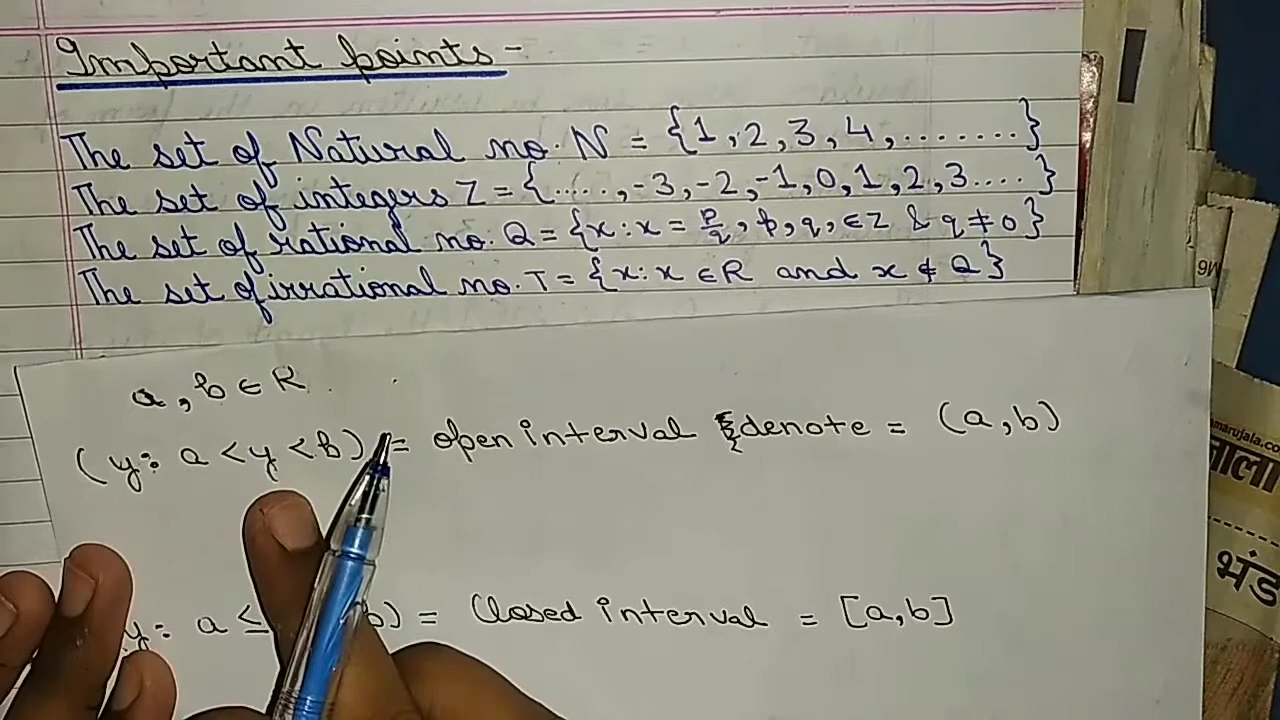 Important points -
The set of Natural no. N = {1, 2, 3, 4, .......}
The set of integers Z = {....., -3, -2, -1, 0, 1, 2, 3....}
The set of rational no. Q = {x : x = p/q, p, q, ∈ Z & q ≠ 0}
The set of irrational no. T = {x : x ∈ R and x ∉ Q}
a, b ∈ R
(y: a < y < b) = open interval denote = (a, b)
y: a ≤ b) = Closed interval = [a, b]
amarujala.co
भंड